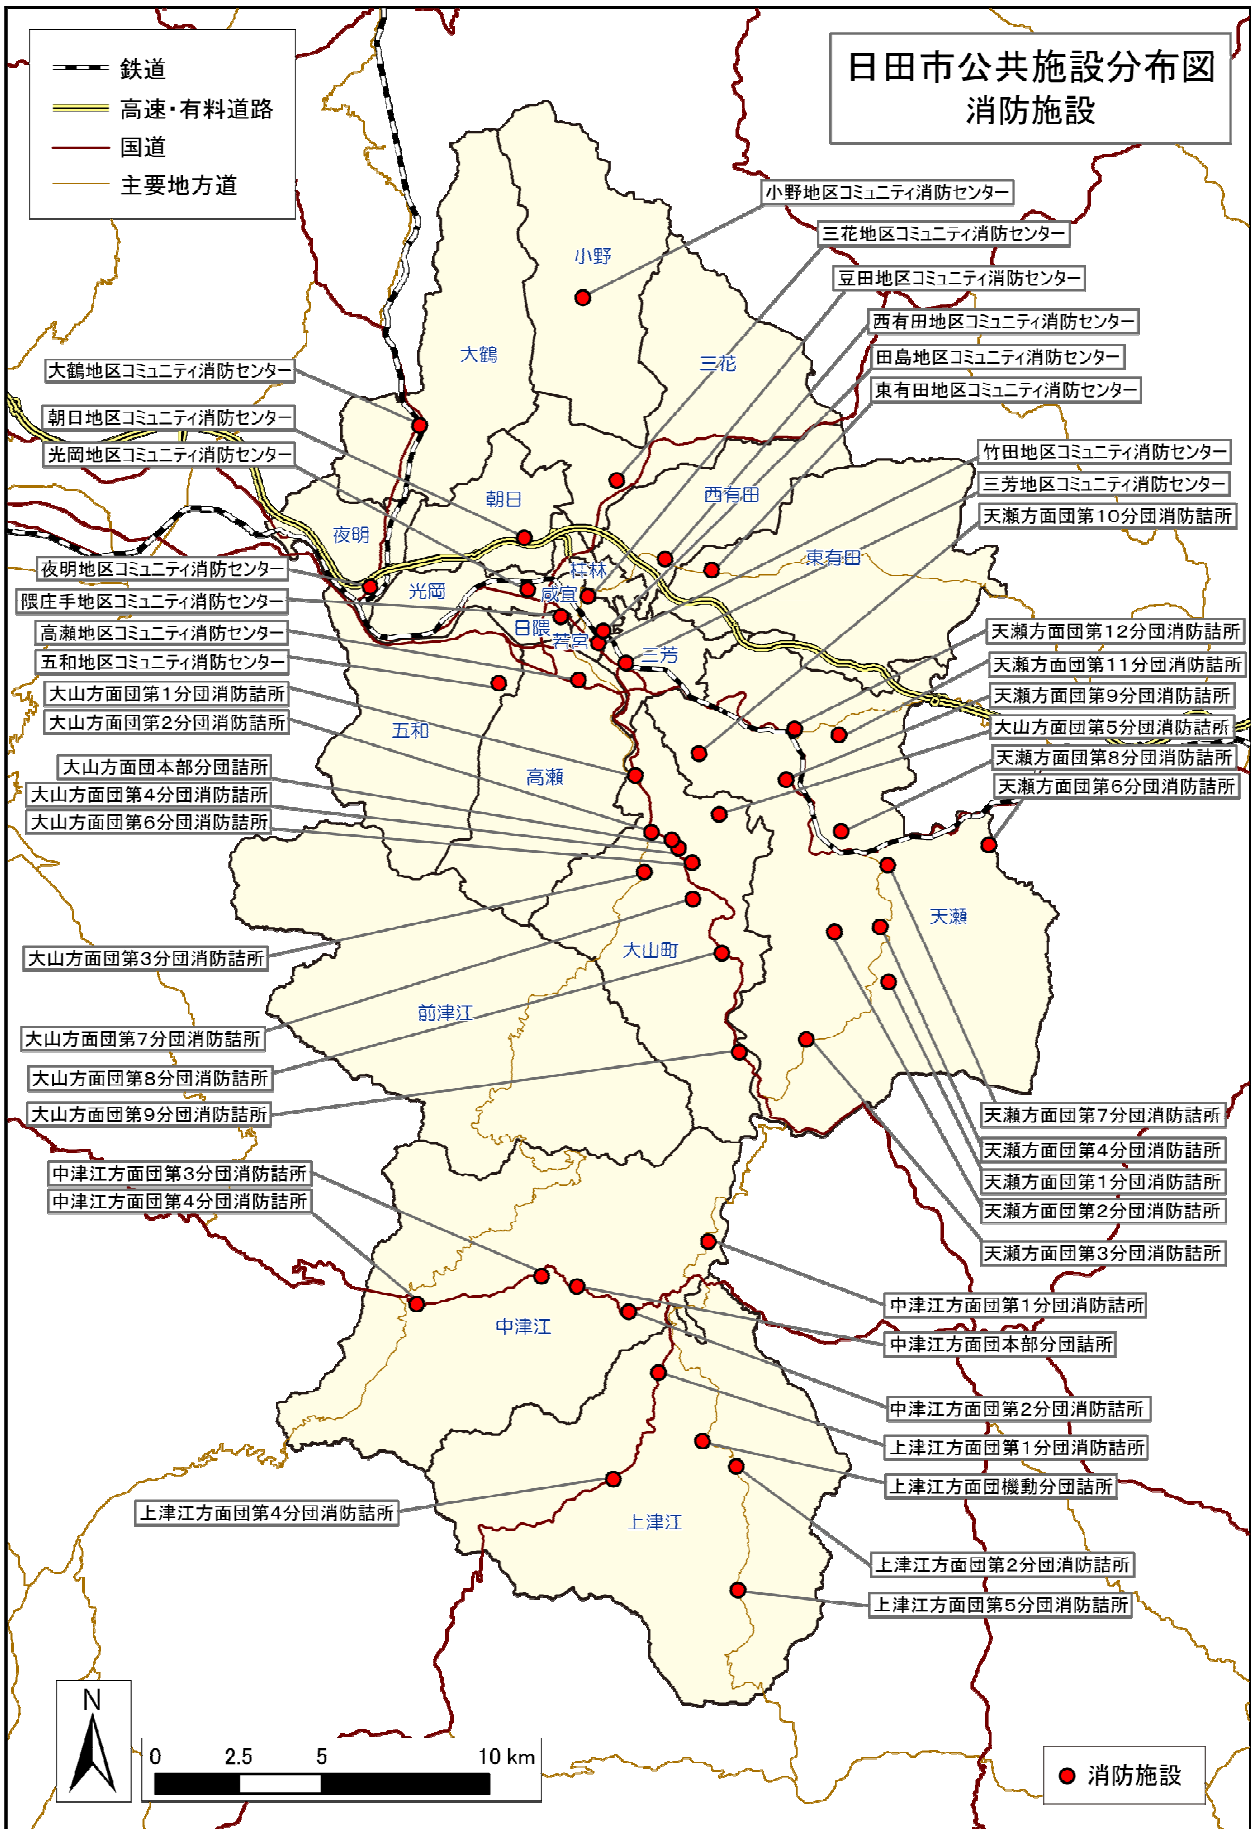 日田市公共施設分布図
消防施設
鉄道
高速・有料道路
国道
主要地方道
小野地区コミュニティ消防センター
三花地区コミュニティ消防センター
豆田地区コミュニティ消防センター
西有田地区コミュニティ消防センター
田島地区コミュニティ消防センター
東有田地区コミュニティ消防センター
竹田地区コミュニティ消防センター
三芳地区コミュニティ消防センター
天瀬方面団第10分団消防詰所
天瀬方面団第12分団消防詰所
天瀬方面団第11分団消防詰所
天瀬方面団第9分団消防詰所
大山方面団第5分団消防詰所
天瀬方面団第8分団消防詰所
天瀬方面団第6分団消防詰所
大鶴地区コミュニティ消防センター
朝日地区コミュニティ消防センター
光岡地区コミュニティ消防センター
夜明地区コミュニティ消防センター
隈庄手地区コミュニティ消防センター
高瀬地区コミュニティ消防センター
五和地区コミュニティ消防センター
大山方面団第1分団消防詰所
大山方面団第2分団消防詰所
大山方面団本部分団詰所
大山方面団第4分団消防詰所
大山方面団第6分団消防詰所
大山方面団第3分団消防詰所
大山方面団第7分団消防詰所
大山方面団第8分団消防詰所
大山方面団第9分団消防詰所
天瀬方面団第7分団消防詰所
天瀬方面団第4分団消防詰所
天瀬方面団第1分団消防詰所
天瀬方面団第2分団消防詰所
天瀬方面団第3分団消防詰所
中津江方面団第3分団消防詰所
中津江方面団第4分団消防詰所
中津江方面団第1分団消防詰所
中津江方面団本部分団詰所
中津江方面団第2分団消防詰所
上津江方面団第1分団消防詰所
上津江方面団機動分団詰所
上津江方面団第4分団消防詰所
上津江方面団第2分団消防詰所
上津江方面団第5分団消防詰所
小野
大鶴
三花
朝日
西有田
夜明
東有田
光岡
桂林
咸宜
日隈
若宮
三芳
五和
高瀬
天瀬
大山町
前津江
中津江
上津江
N
0 2.5 5 10 km
消防施設